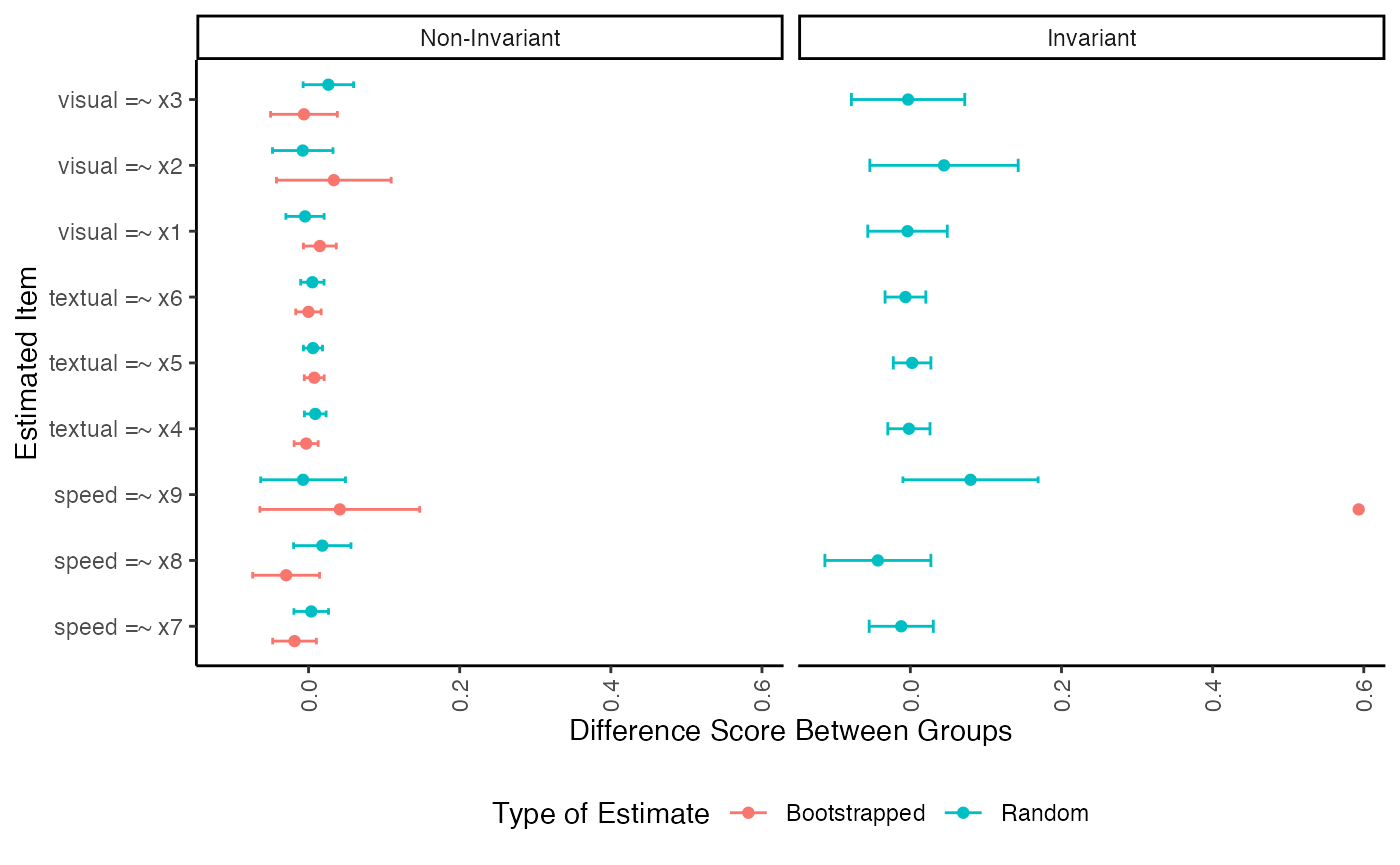 Non-Invariant
Invariant
Estimated Item
visual =~ x3
visual =~ x2
visual =~ x1
textual =~ x6
textual =~ x5
textual =~ x4
speed =~ x9
speed =~ x8
speed =~ x7
0.0 0.2 0.4 0.6
0.0 0.2 0.4 0.6
Difference Score Between Groups
Type of Estimate Bootstrapped Random